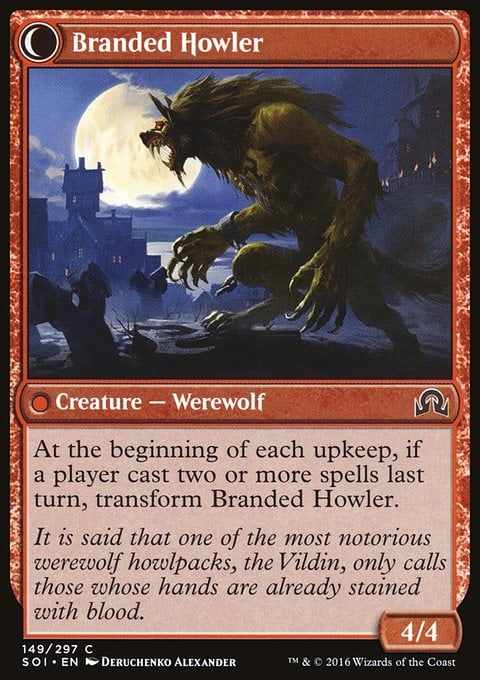 Branded Howler
Creature — Werewolf
At the beginning of each upkeep, if
a player cast two or more spells last
turn, transform Branded Howler.
It is said that one of the most notorious
werewolf howlpacks, the Vildin, only calls
those whose hands are already stained
with blood.
4/4
149/297 C
SOI • EN Deruchenko Alexander
™ & © 2016 Wizards of the Coast